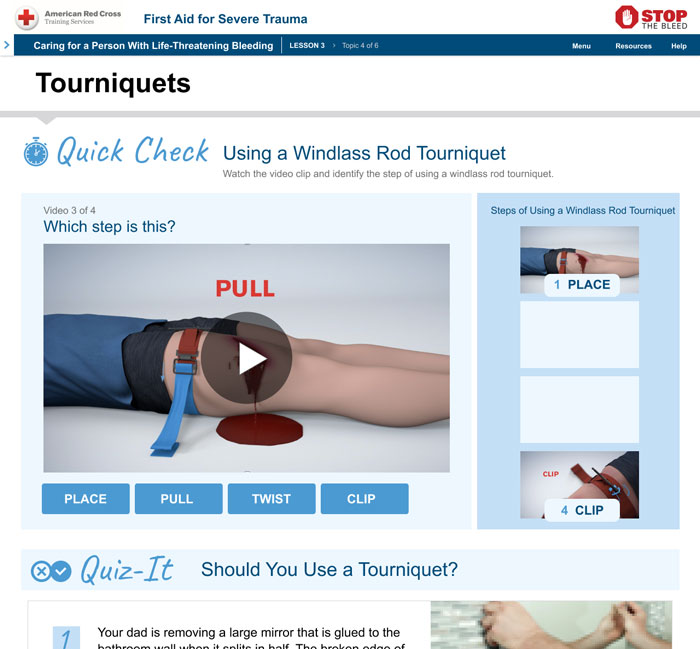 American Red Cross
Training Services
First Aid for Severe Trauma
STOP
THE BLEED
Caring for a Person With Life-Threatening Bleeding
LESSON 3 › Topic 4 of 6
Menu
Resources
Help
Tourniquets
Quick Check
Using a Windlass Rod Tourniquet
Watch the video clip and identify the step of using a windlass rod tourniquet.
Video 3 of 4
Which step is this?
PULL
PLACE
PULL
TWIST
CLIP
Steps of Using a Windlass Rod Tourniquet
1 PLACE
CLIP
4 CLIP
Quiz-It
Should You Use a Tourniquet?
1
Your dad is removing a large mirror that is glued to the
bathroom wall when it splits in half. The broken edge of